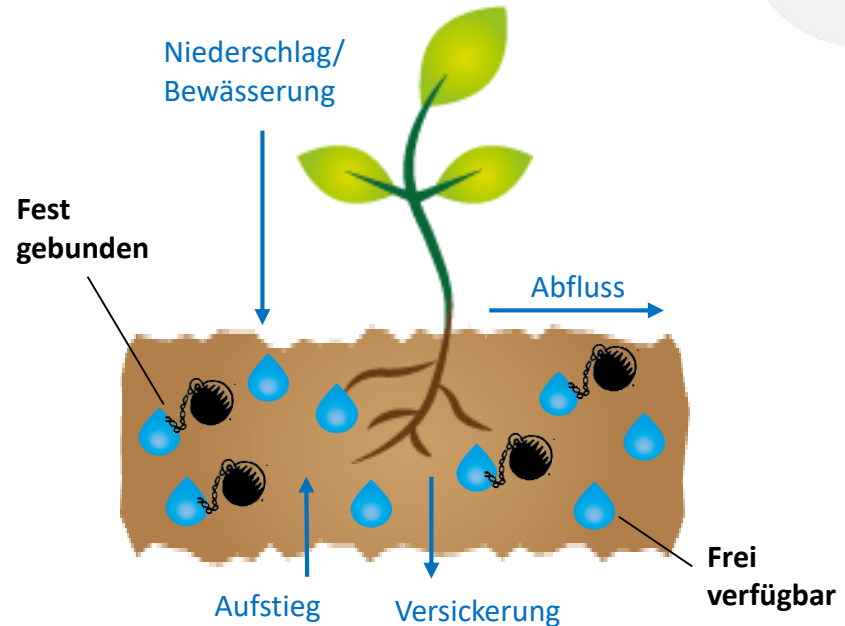 Niederschlag/
Bewässerung
Fest
gebunden
Abfluss
Aufstieg
Versickerung
Frei
verfügbar